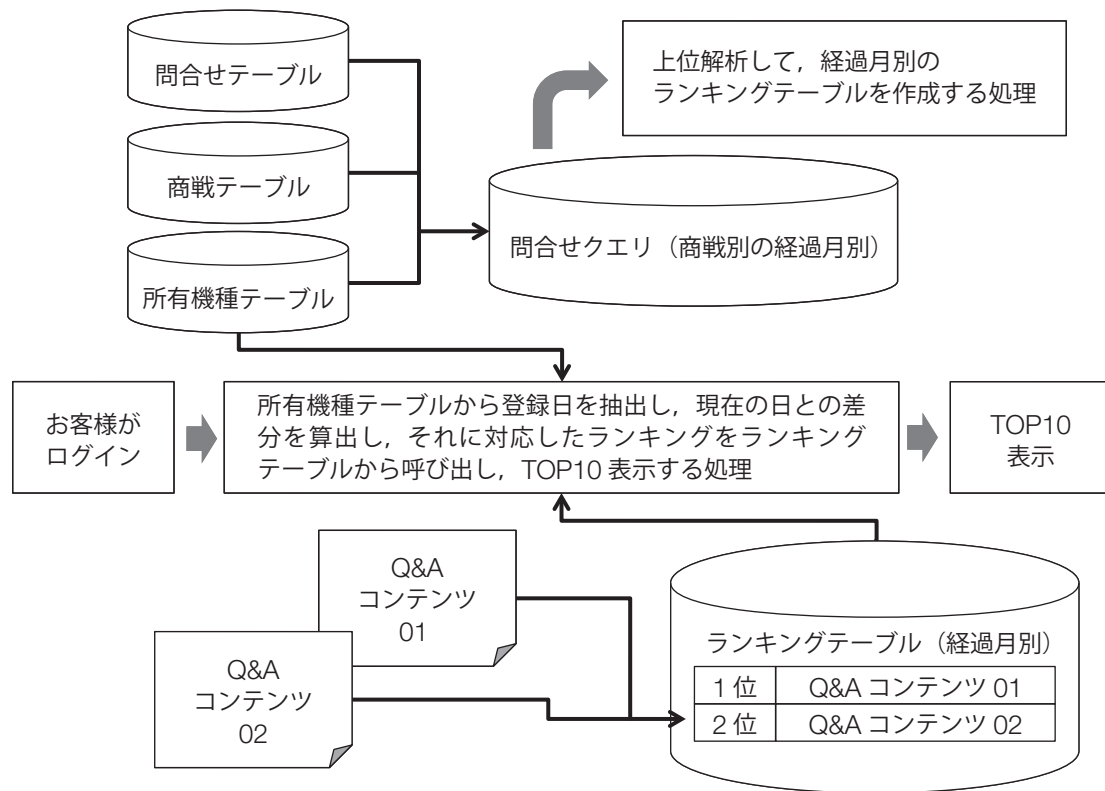 問合せテーブル
商戦テーブル
所有機種テーブル
上位解析して，経過月別の
ランキングテーブルを作成する処理
問合せクエリ（商戦別の経過月別）
お客様が
ログイン
所有機種テーブルから登録日を抽出し，現在の日との差
分を算出し，それに対応したランキングをランキング
テーブルから呼び出し，TOP10 表示する処理
TOP10
表示
Q&A
コンテンツ
01
Q&A
コンテンツ
02
ランキングテーブル（経過月別）
1 位 Q&A コンテンツ 01
2 位 Q&A コンテンツ 02